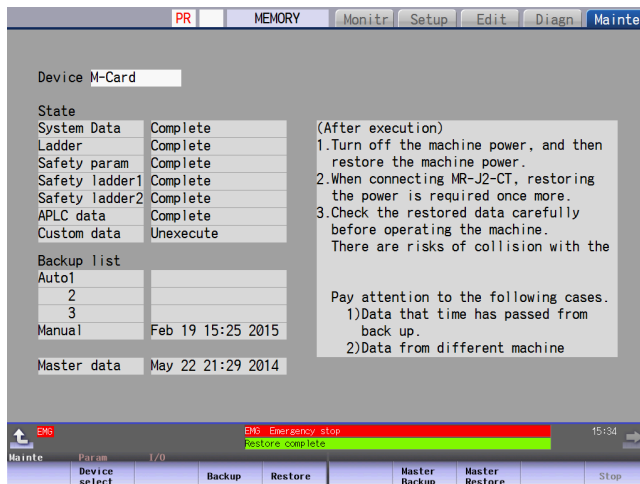 PR MEMORY Monitr Setup Edit Diagn Mainte
Device M-Card
State
System Data Complete
Ladder Complete
Safety param Complete
Safety ladder1 Complete
Safety ladder2 Complete
APLC data Complete
Custom data Unexecute
Backup list
Auto1
2
3
Manual Feb 19 15:25 2015
Master data May 22 21:29 2014
(After execution)
1.Turn off the machine power, and then
restore the machine power.
2.When connecting MR-J2-CT, restoring
the power is required once more.
3.Check the restored data carefully
before operating the machine.
There are risks of collision with the
Pay attention to the following cases.
1)Data that time has passed from
back up.
2)Data from different machine
EMG EMG Emergency stop 15:34
Restore complete
Mainte Param I/O
Device select Backup Restore Master Backup Master Restore Stop